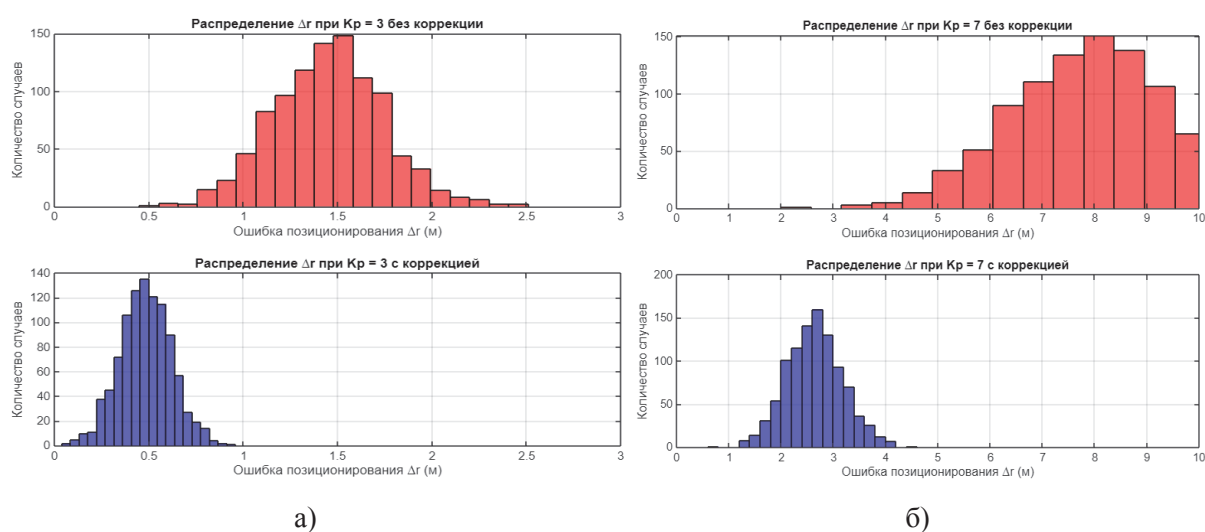 Распределение Δr при Kp = 3 без коррекции
150
100
50
0
Количество случаев
0 0.5 1 1.5 2 2.5 3
Ошибка позиционирования Δr (м)
Распределение Δr при Kp = 3 с коррекцией
140
120
100
80
60
40
20
0
Количество случаев
0 0.5 1 1.5 2 2.5 3
Ошибка позиционирования Δr (м)
а)
Распределение Δr при Kp = 7 без коррекции
150
100
50
0
Количество случаев
0 1 2 3 4 5 6 7 8 9 10
Ошибка позиционирования Δr (м)
Распределение Δr при Kp = 7 с коррекцией
200
150
100
50
0
Количество случаев
0 1 2 3 4 5 6 7 8 9 10
Ошибка позиционирования Δr (м)
б)